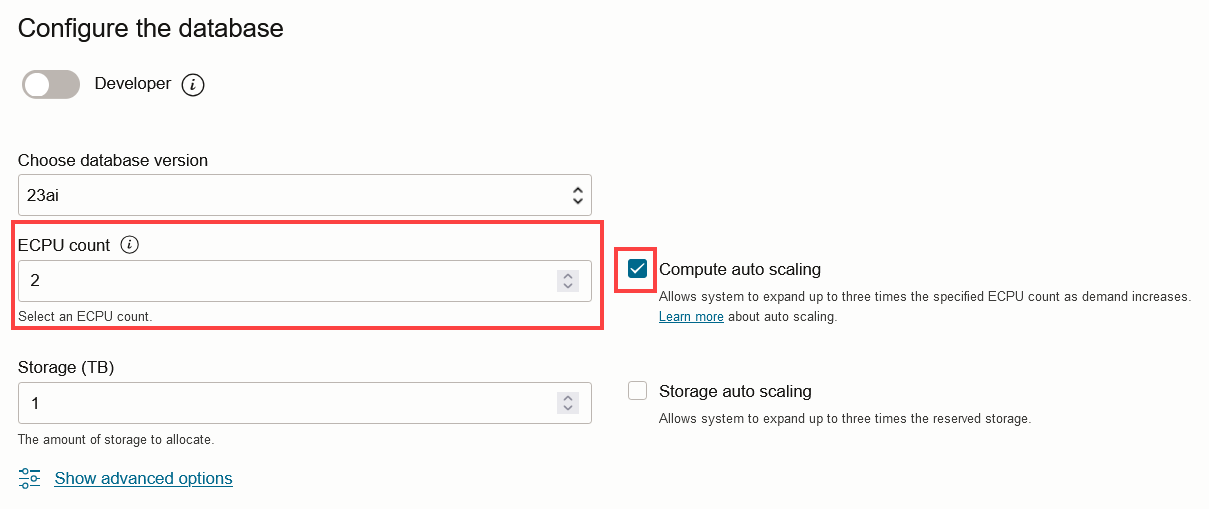 Configure the database
Developer i
Choose database version
23ai
ECPU count i
2
Select an ECPU count.
Compute auto scaling
Allows system to expand up to three times the specified ECPU count as demand increases.
Learn more about auto scaling.
Storage (TB)
1
The amount of storage to allocate.
Storage auto scaling
Allows system to expand up to three times the reserved storage.
Show advanced options